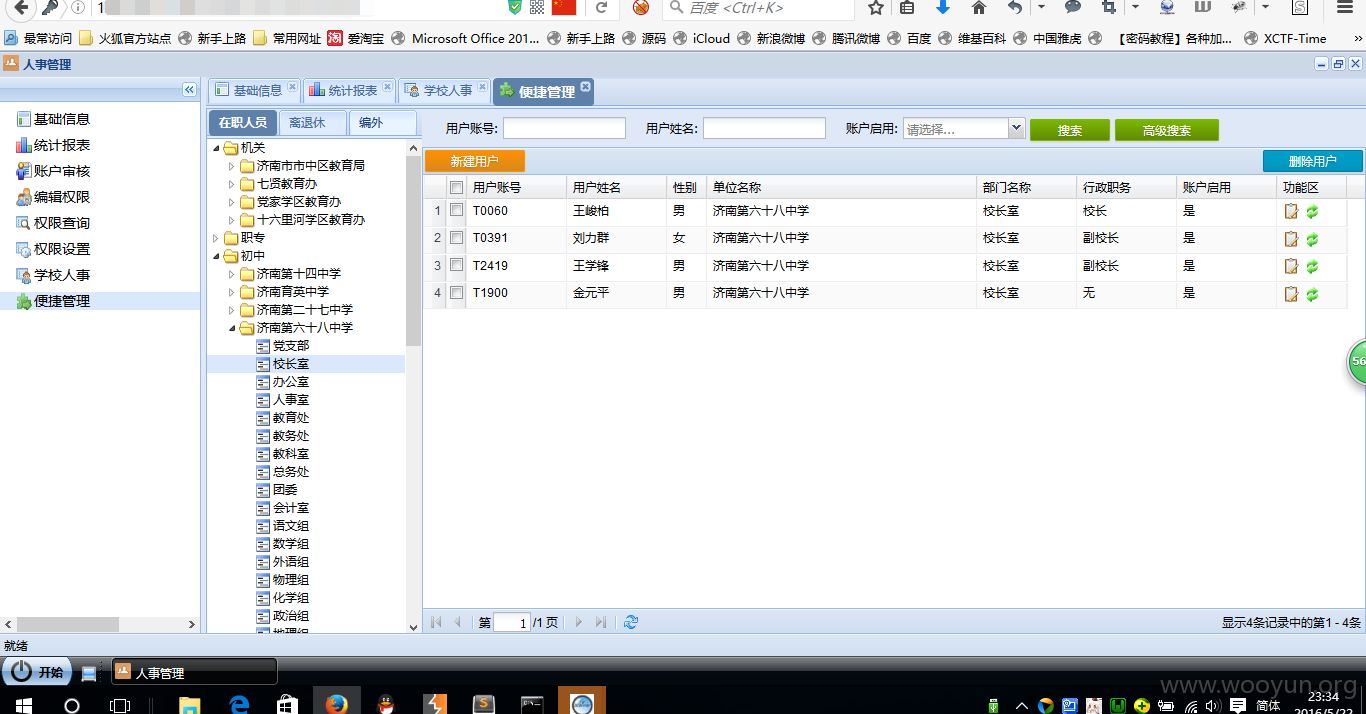 1
百度 <Ctrl+K>
最常访问 火狐官方站点 新手上路 常用网址 淘 爱淘宝 Microsoft Office 201... 新手上路 源码 iCloud 新浪微博 腾讯微博 百度 维基百科 中国雅虎 【密码教程】各种加... XCTF-Time
人事管理
基础信息 统计报表 学校人事 便捷管理
基础信息
统计报表
账户审核
编辑权限
权限查询
权限设置
学校人事
便捷管理
在职人员 离退休 编外
机关
济南市市中区教育局
七贤教育办
党家学区教育办
十六里河学区教育办
职专
初中
济南第十四中学
济南育英中学
济南第二十七中学
济南第六十八中学
党支部
校长室
办公室
人事室
教育处
教务处
教科室
总务处
团委
会计室
语文组
数学组
外语组
物理组
化学组
政治组
地理组
用户账号: 用户姓名: 账户启用: 请选择... 搜索 高级搜索
新建用户 删除用户
用户账号 用户姓名 性别 单位名称 部门名称 行政职务 账户启用 功能区
1 T0060 王峻柏 男 济南第六十八中学 校长室 校长 是
2 T0391 刘力群 女 济南第六十八中学 校长室 副校长 是
3 T2419 王学锋 男 济南第六十八中学 校长室 副校长 是
4 T1900 金元平 男 济南第六十八中学 校长室 无 是
56
第 1 /1 页 显示4条记录中的第1 - 4条
就绪
开始 人事管理
www.wooyun.org
简体 23:34
2016/5/22